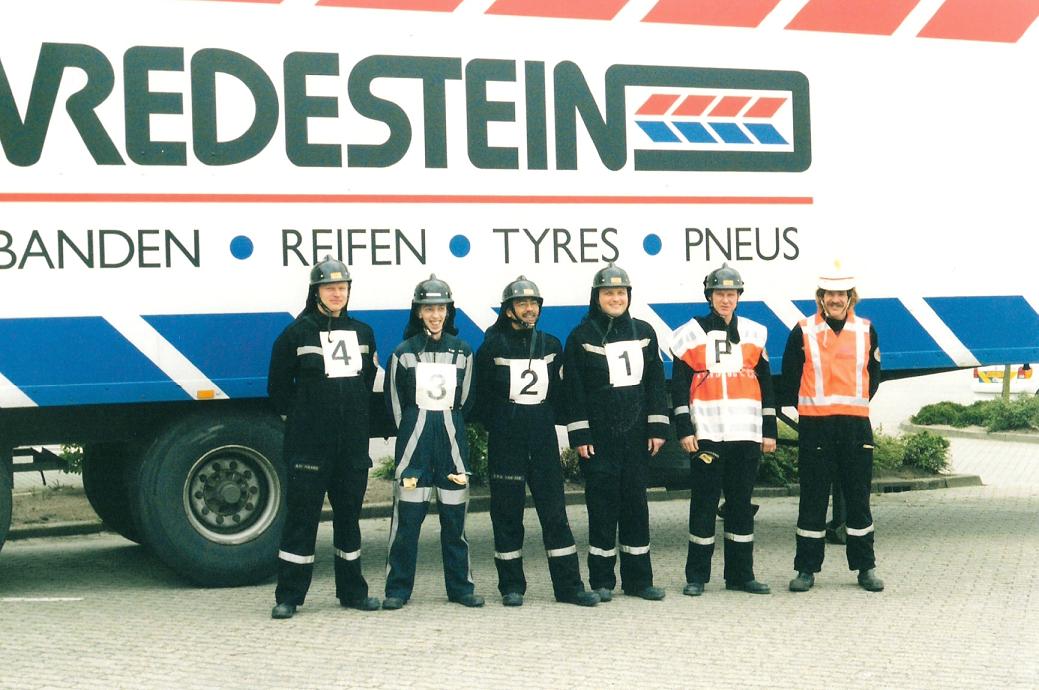 VREDESTEIN
BANDEN • REIFEN • TYRES • PNEUS
4
3
2
1
P